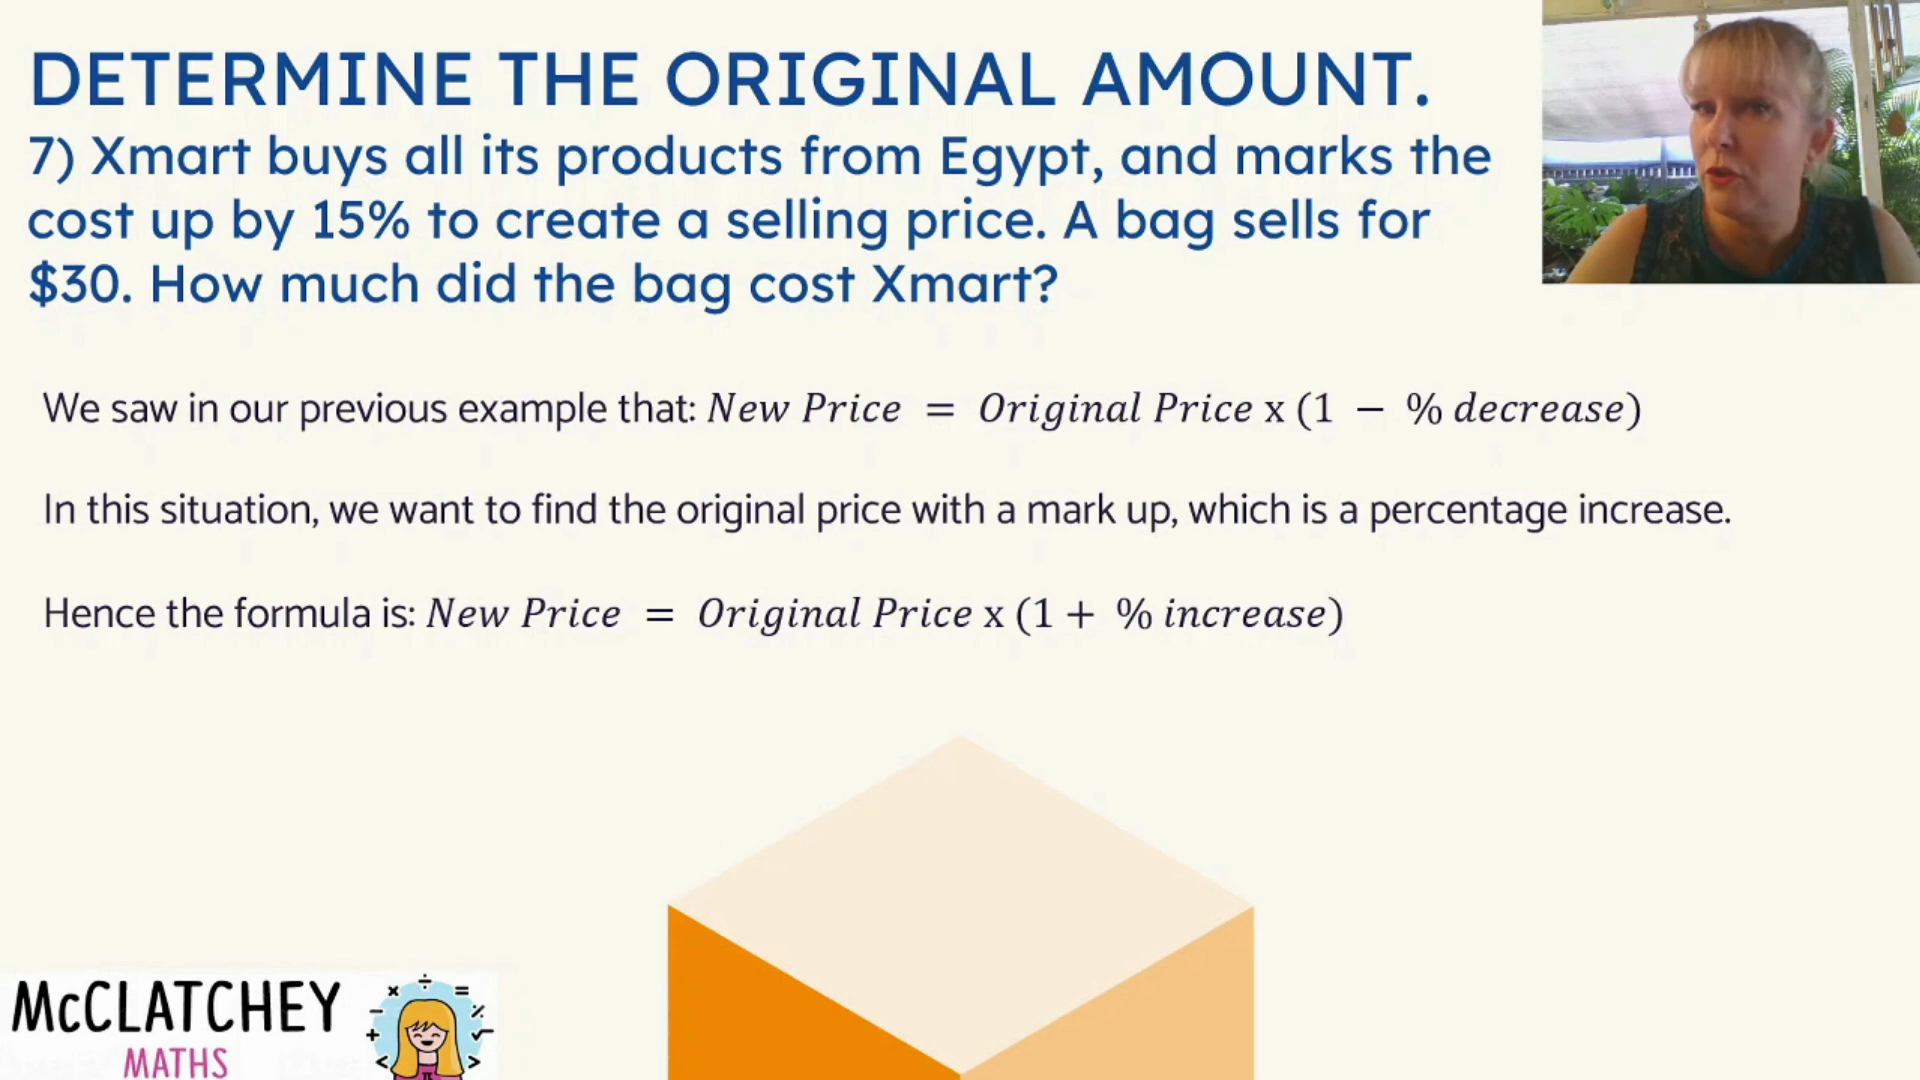 DETERMINE THE ORIGINAL AMOUNT.
7) Xmart buys all its products from Egypt, and marks the
cost up by 15% to create a selling price. A bag sells for
$30. How much did the bag cost Xmart?
We saw in our previous example that: New Price = Original Price x (1 − % decrease)
In this situation, we want to find the original price with a mark up, which is a percentage increase.
Hence the formula is: New Price = Original Price x (1 + % increase)
McCLATCHEY
MATHS